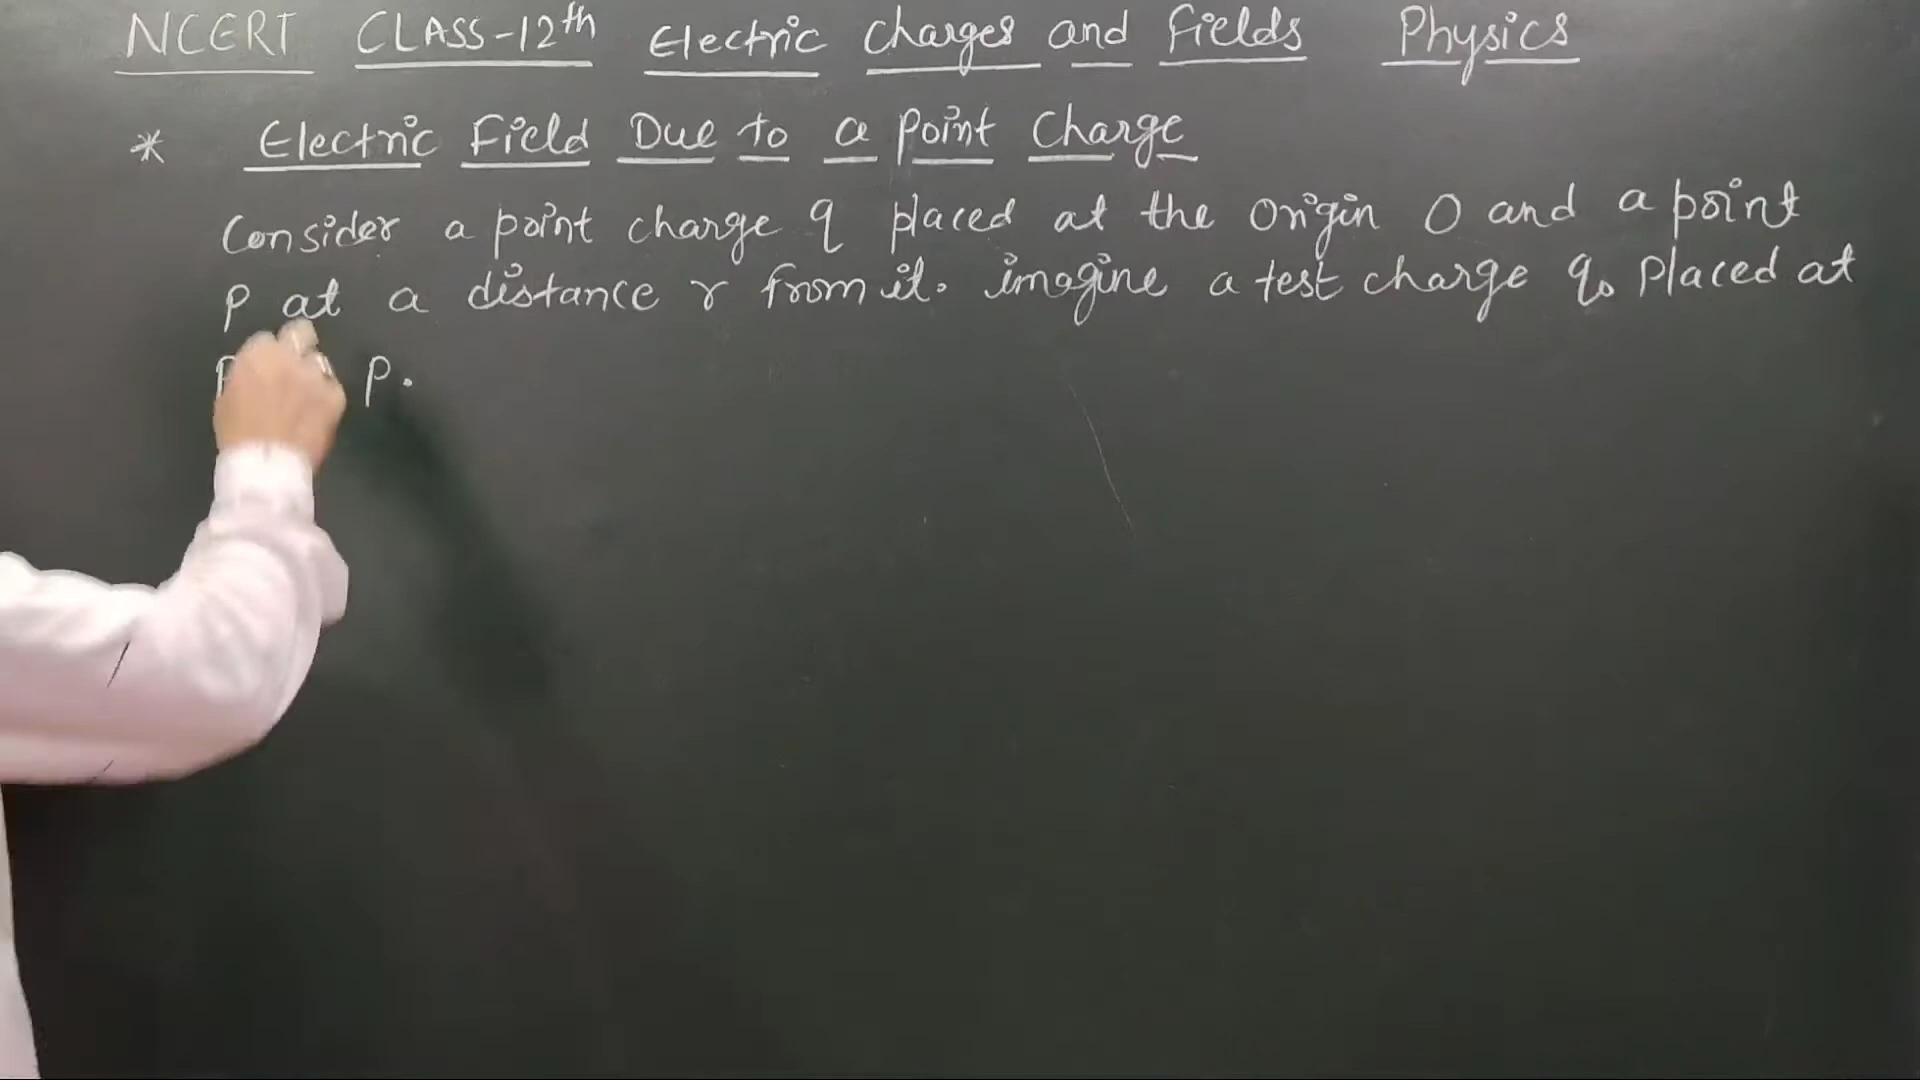 NCERT CLASS-12th Electric Charges and Fields Physics
* Electric Field Due to a Point Charge
Consider a point charge q placed at the origin O and a point
P at a distance r from it. imagine a test charge q₀ placed at
P.